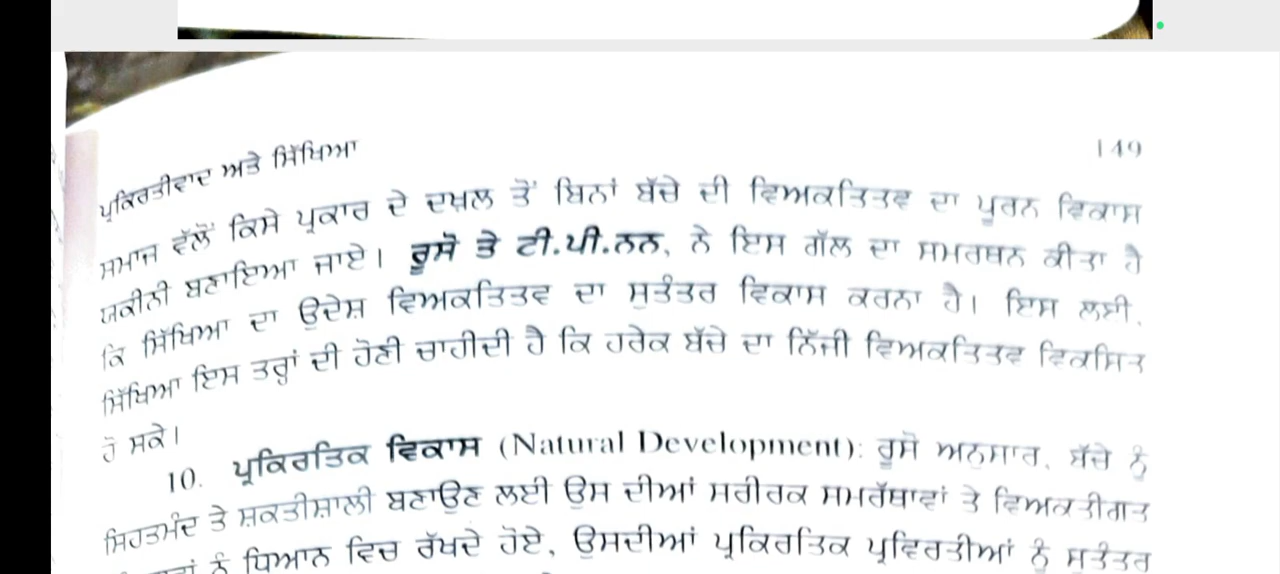 ਪ੍ਰਕਿਰਤੀਵਾਦ ਅਤੇ ਸਿੱਖਿਆ 149
ਸਮਾਜ ਵੱਲੋਂ ਕਿਸੇ ਪ੍ਰਕਾਰ ਦੇ ਦਖ਼ਲ ਤੋਂ ਬਿਨਾਂ ਬੱਚੇ ਦੀ ਵਿਅਕਤਿਤਵ ਦਾ ਪੂਰਨ ਵਿਕਾਸ
ਯਕੀਨੀ ਬਣਾਇਆ ਜਾਏ। ਰੂਸੋ ਤੇ ਟੀ.ਪੀ.ਨਨ, ਨੇ ਇਸ ਗੱਲ ਦਾ ਸਮਰਥਨ ਕੀਤਾ ਹੈ
ਕਿ ਸਿੱਖਿਆ ਦਾ ਉਦੇਸ਼ ਵਿਅਕਤਿਤਵ ਦਾ ਸੁਤੰਤਰ ਵਿਕਾਸ ਕਰਨਾ ਹੈ। ਇਸ ਲਈ,
ਸਿੱਖਿਆ ਇਸ ਤਰ੍ਹਾਂ ਦੀ ਹੋਣੀ ਚਾਹੀਦੀ ਹੈ ਕਿ ਹਰੇਕ ਬੱਚੇ ਦਾ ਨਿੱਜੀ ਵਿਅਕਤਿਤਵ ਵਿਕਸਿਤ
ਹੋ ਸਕੇ।
10. ਪ੍ਰਕਿਰਤਿਕ ਵਿਕਾਸ (Natural Development): ਰੂਸੋ ਅਨੁਸਾਰ, ਬੱਚੇ ਨੂੰ
ਸਿਹਤਮੰਦ ਤੇ ਸ਼ਕਤੀਸ਼ਾਲੀ ਬਣਾਉਣ ਲਈ ਉਸ ਦੀਆਂ ਸਰੀਰਕ ਸਮਰੱਥਾਵਾਂ ਤੇ ਵਿਅਕਤੀਗਤ
ਨੂੰ ਧਿਆਨ ਵਿਚ ਰੱਖਦੇ ਹੋਏ, ਉਸਦੀਆਂ ਪ੍ਰਕਿਰਤਿਕ ਪ੍ਰਵਿਰਤੀਆਂ ਨੂੰ ਸੁਤੰਤਰ